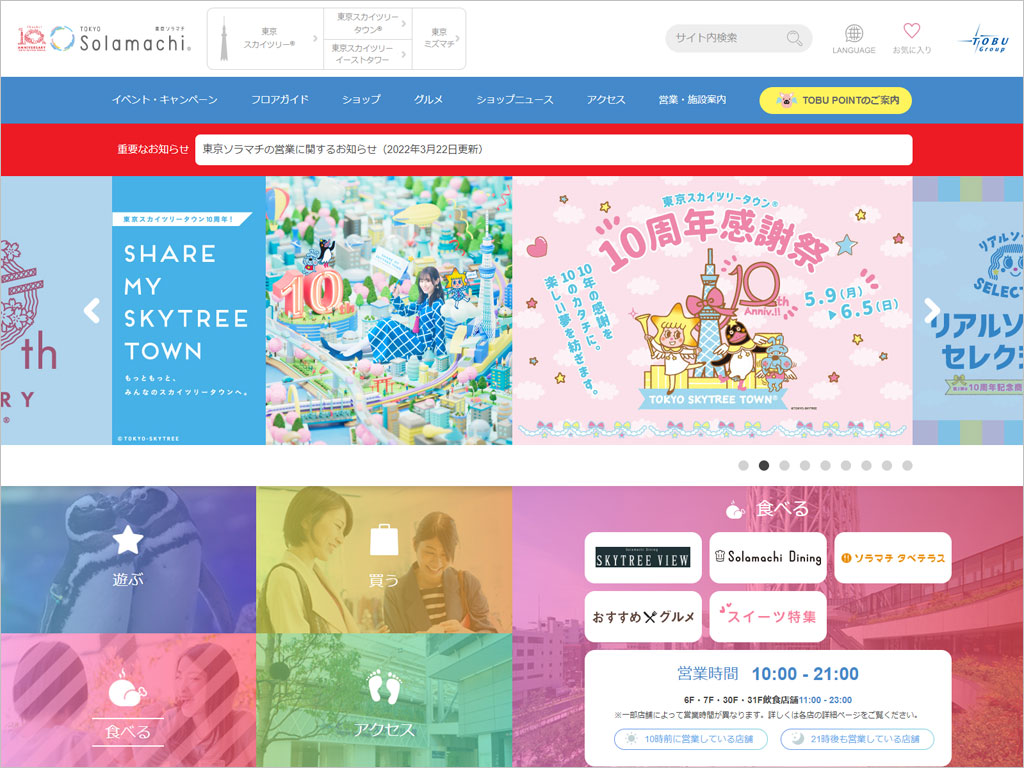 TOKYO
東京ソラマチ
Solamachi®
東京
スカイツリー®
東京スカイツリー
タウン®
東京スカイツリー
イーストタワー
東京
ミズマチ
サイト内検索
LANGUAGE
お気に入り
TOBU
Group
イベント・キャンペーン
フロアガイド
ショップ
グルメ
ショップニュース
アクセス
営業・施設案内
TOBU POINTのご案内
重要なお知らせ
東京ソラマチの営業に関するお知らせ（2022年3月22日更新）
th
RY
東京スカイツリータウン10周年！
SHARE
MY
SKYTREE
TOWN
もっともっと、
みんなのスカイツリータウンへ。
©TOKYO-SKYTREE
10
東京スカイツリータウン®
10周年感謝祭
10年の感謝を
10のカタチに。
楽しい夢を紡ぎます。
10th
Anniv.!!
5.9(月)
▶6.5(日)
TOKYO SKYTREE TOWN®
©TOKYO-SKYTREE
リアルソ
SELEC
リアルソ
セレク
10周年記念商
遊ぶ
買う
食べる
アクセス
食べる
Solamachi Dining
SKYTREE VIEW
Solamachi Dining
ソラマチ タベテラス
おすすめグルメ
スイーツ特集
営業時間 10:00 - 21:00
6F・7F・30F・31F飲食店舗11:00 - 23:00
※一部店舗によって営業時間が異なります。詳しくは各店の詳細ページをご覧ください。
10時前に営業している店舗
21時後も営業している店舗